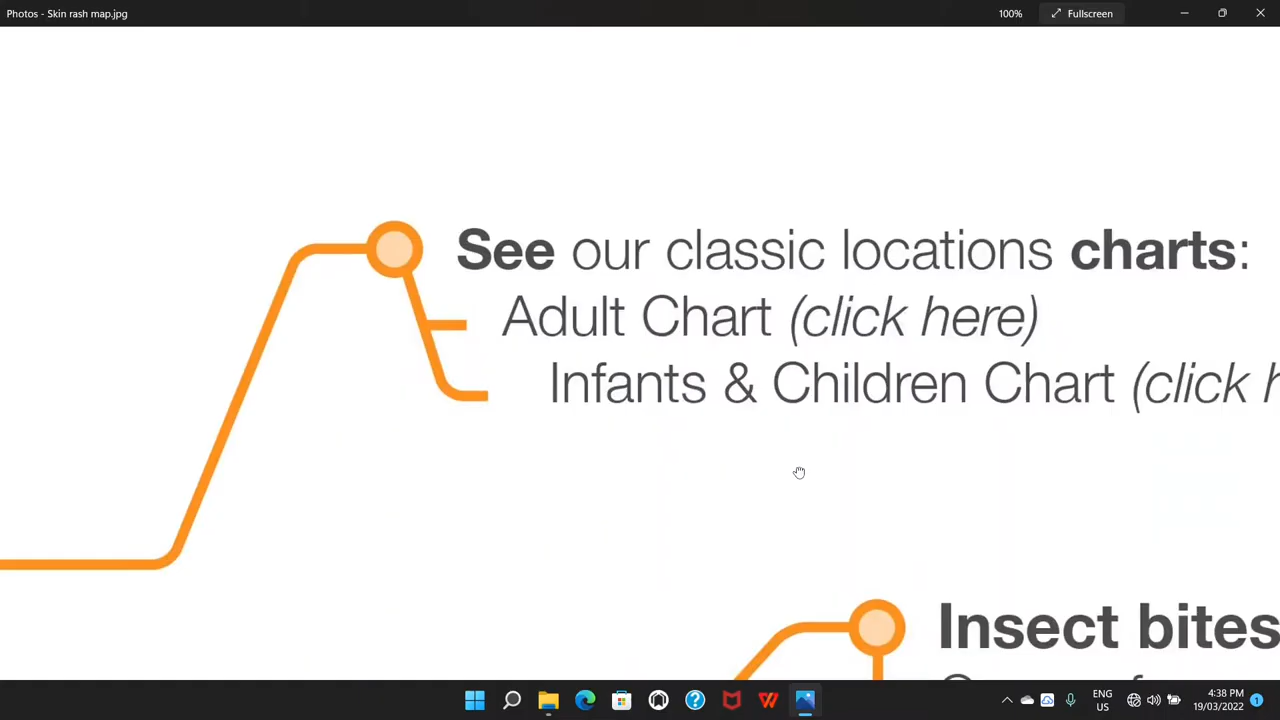 Photos - Skin rash map.jpg
100%
Fullscreen
See our classic locations charts:
Adult Chart (click here)
Infants & Children Chart (click
Insect bites
ENG
US
4:38 PM
19/03/2022
1